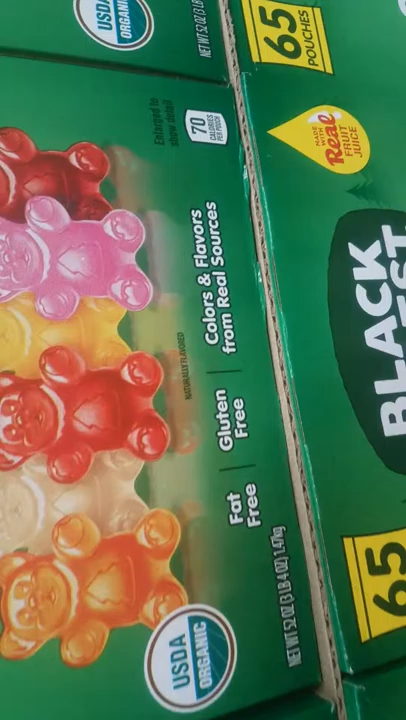 USDA
ORGANIC
NET WT 52 OZ (3 LB
65
POUCHES
Enlarged to
show detail
70
CALORIES
PER POUCH
MADE
WITH
Real
FRUIT
JUICE
BLACK
Colors & Flavors
from Real Sources
NATURALLY FLAVORED
Gluten
Free
Fat
Free
NET WT 52 OZ (3 LB 4 OZ) 1.47kg
USDA
ORGANIC
65